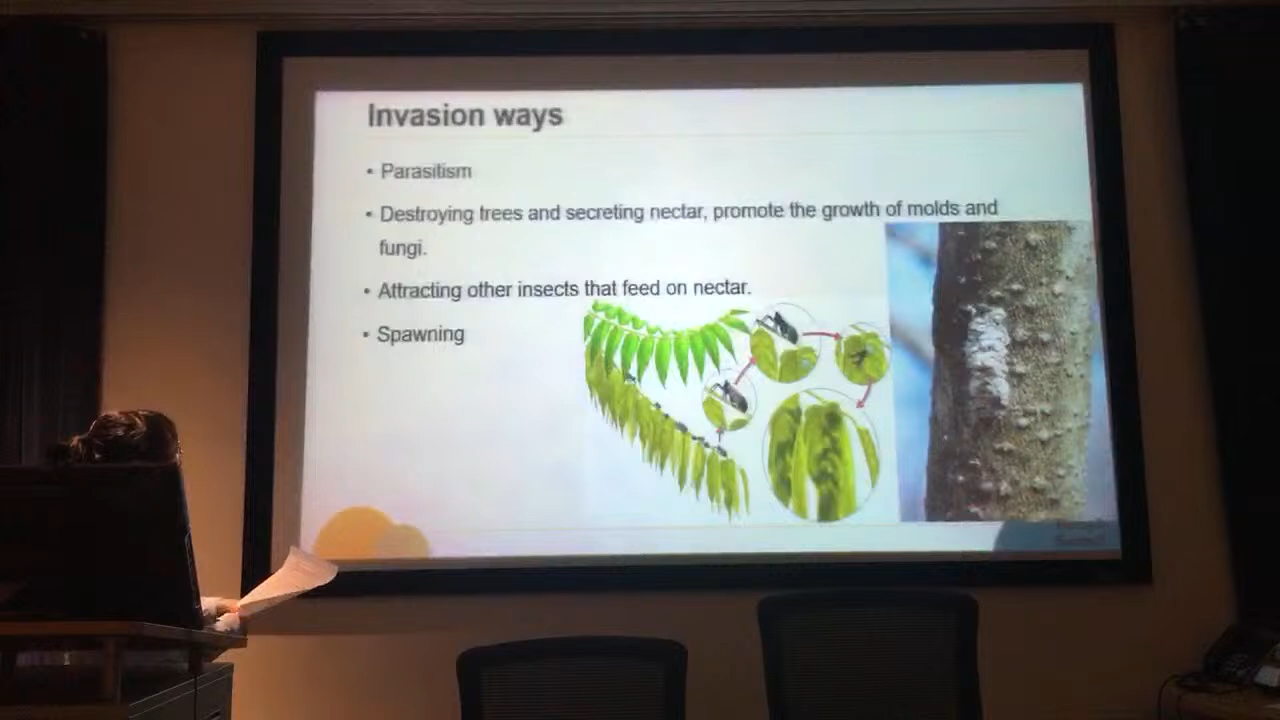 Invasion ways
• Parasitism
• Destroying trees and secreting nectar, promote the growth of molds and
fungi.
• Attracting other insects that feed on nectar.
• Spawning